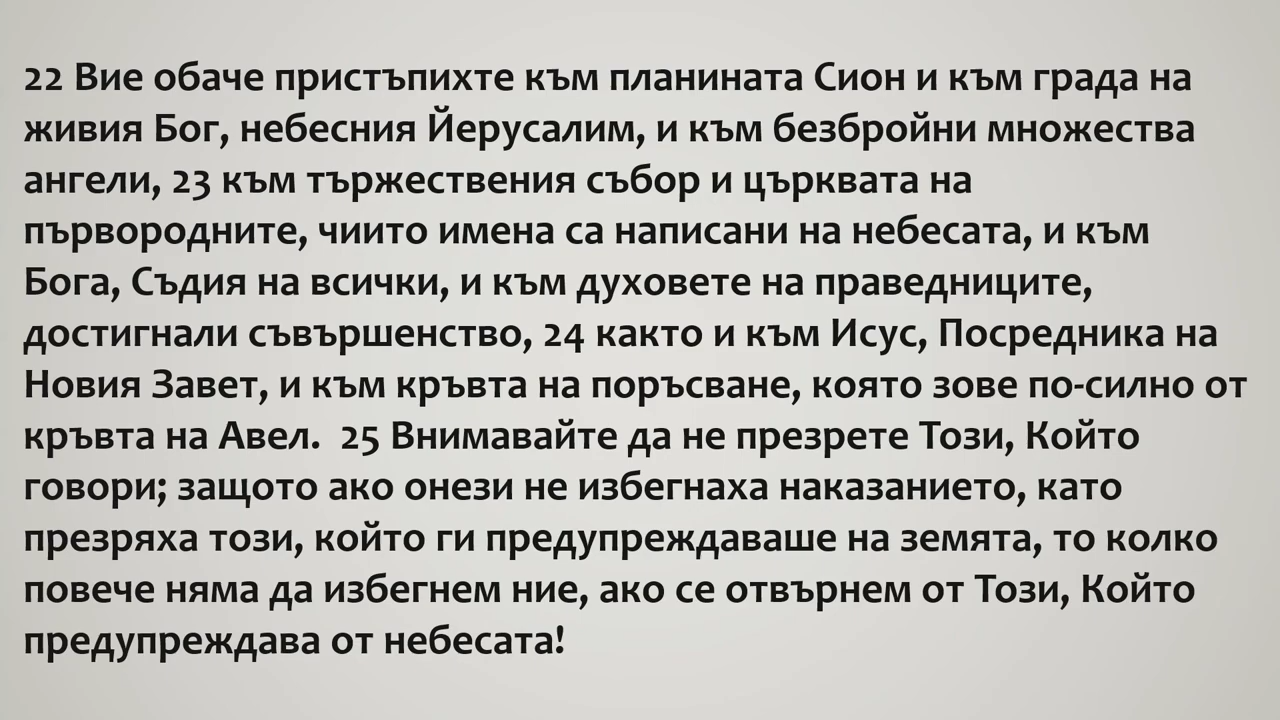 22 Вие обаче пристъпихте към планината Сион и към града на
живия Бог, небесния Йерусалим, и към безбройни множества
ангели, 23 към тържествения събор и църквата на
първородните, чиито имена са написани на небесата, и към
Бога, Съдия на всички, и към духовете на праведниците,
достигнали съвършенство, 24 както и към Исус, Посредника на
Новия Завет, и към кръвта на поръсване, която зове по-силно от
кръвта на Авел.  25 Внимавайте да не презрете Този, Който
говори; защото ако онези не избегнаха наказанието, като
презряха този, който ги предупреждаваше на земята, то колко
повече няма да избегнем ние, ако се отвърнем от Този, Който
предупреждава от небесата!